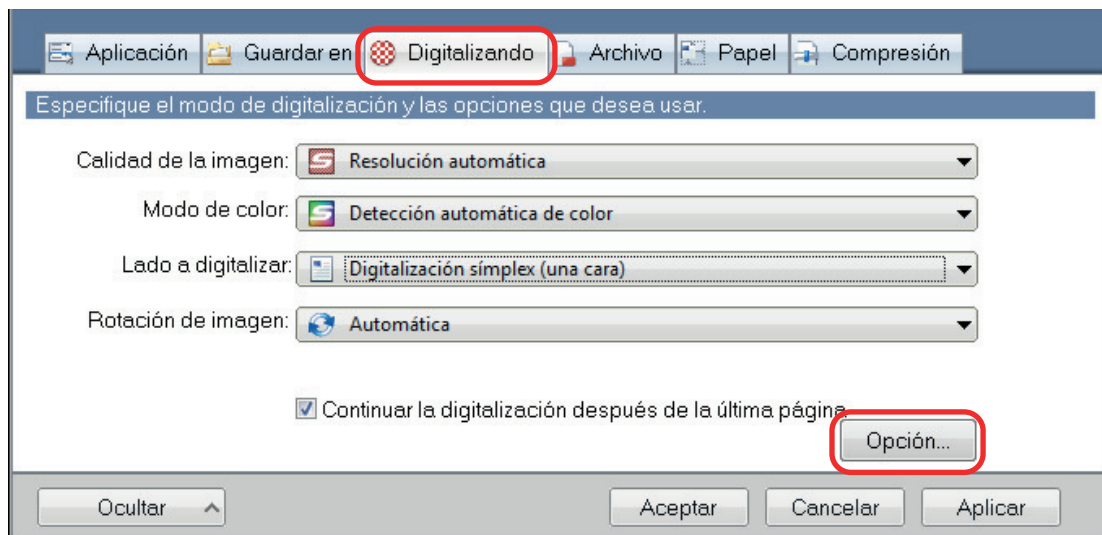 Aplicación Guardar en Digitalizando Archivo Papel Compresión
Especifique el modo de digitalización y las opciones que desea usar.
Calidad de la imagen: Resolución automática
Modo de color: Detección automática de color
Lado a digitalizar: Digitalización símplex (una cara)
Rotación de imagen: Automática
Continuar la digitalización después de la última página
Opción...
Ocultar Aceptar Cancelar Aplicar